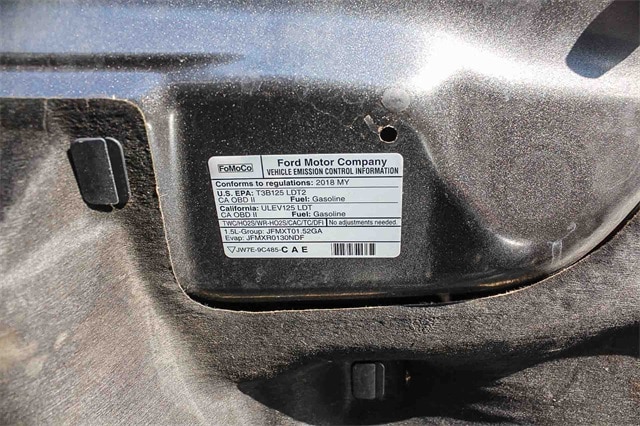 FoMoCo
Ford Motor Company
VEHICLE EMISSION CONTROL INFORMATION
Conforms to regulations: 2018 MY
U.S. EPA: T3B125 LDT2
CA OBD II Fuel: Gasoline
California: ULEV125 LDT
CA OBD II Fuel: Gasoline
TWC/HO2S/WR-HO2S/CAC/TC/DFI No adjustments needed.
1.5L-Group: JFMXT01.52GA
Evap: JFMXR0130NDF
JW7E-9C485-CAE